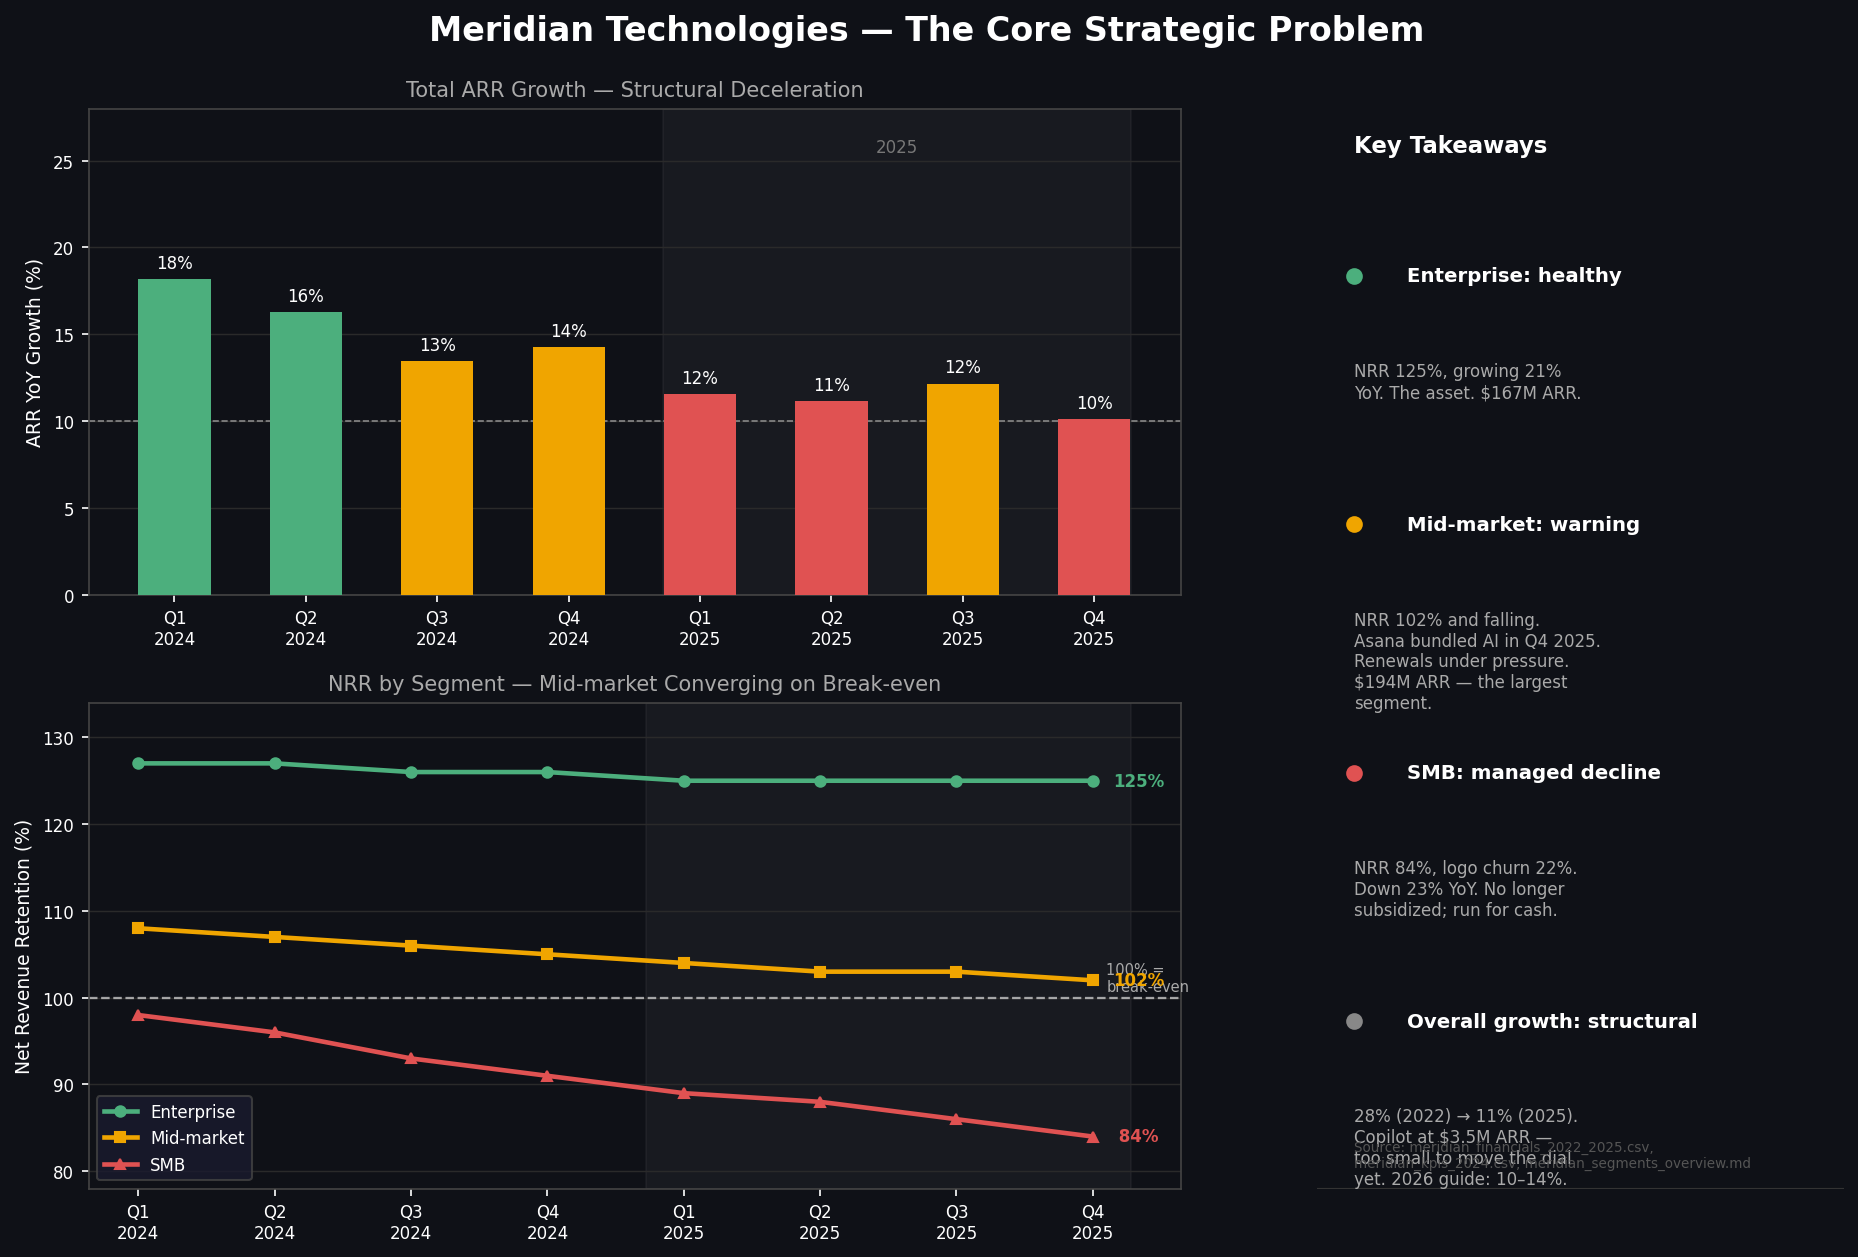 Meridian Technologies — The Core Strategic Problem
Total ARR Growth — Structural Deceleration
ARR YoY Growth (%)
25
20
15
10
5
0
2025
18%
16%
13%
14%
12%
11%
12%
10%
Q1
2024
Q2
2024
Q3
2024
Q4
2024
Q1
2025
Q2
2025
Q3
2025
Q4
2025
NRR by Segment — Mid-market Converging on Break-even
Net Revenue Retention (%)
130
120
110
100
90
80
125%
100% =
break-even
102%
84%
Enterprise
Mid-market
SMB
Q1
2024
Q2
2024
Q3
2024
Q4
2024
Q1
2025
Q2
2025
Q3
2025
Q4
2025
Key Takeaways
Enterprise: healthy
NRR 125%, growing 21%
YoY. The asset. $167M ARR.
Mid-market: warning
NRR 102% and falling.
Asana bundled AI in Q4 2025.
Renewals under pressure.
$194M ARR — the largest
segment.
SMB: managed decline
NRR 84%, logo churn 22%.
Down 23% YoY. No longer
subsidized; run for cash.
Overall growth: structural
28% (2022) → 11% (2025).
Copilot at $3.5M ARR —
too small to move the dial
yet. 2026 guide: 10–14%.
Source: meridian_financials_2022_2025.csv,
meridian_kpis_2024.csv, meridian_segments_overview.md